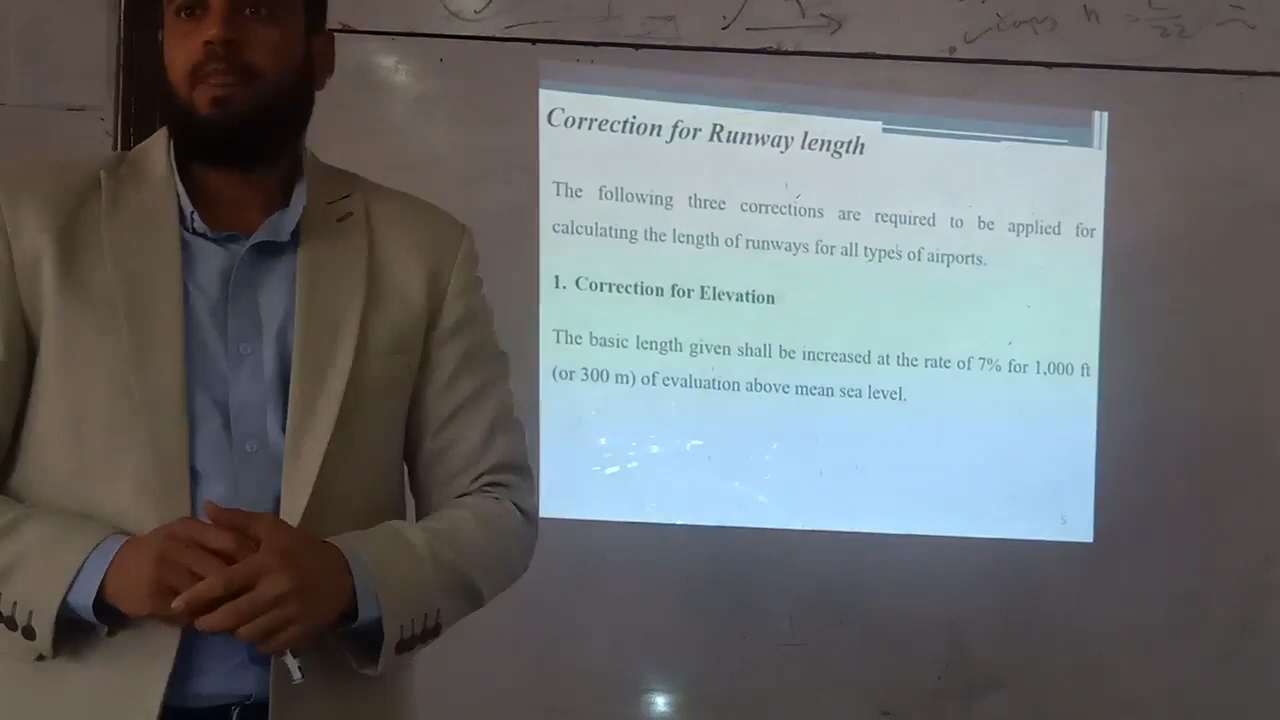 Correction for Runway length
The following three corrections are required to be applied for
calculating the length of runways for all types of airports.
1. Correction for Elevation
The basic length given shall be increased at the rate of 7% for 1,000 ft
(or 300 m) of evaluation above mean sea level.
5